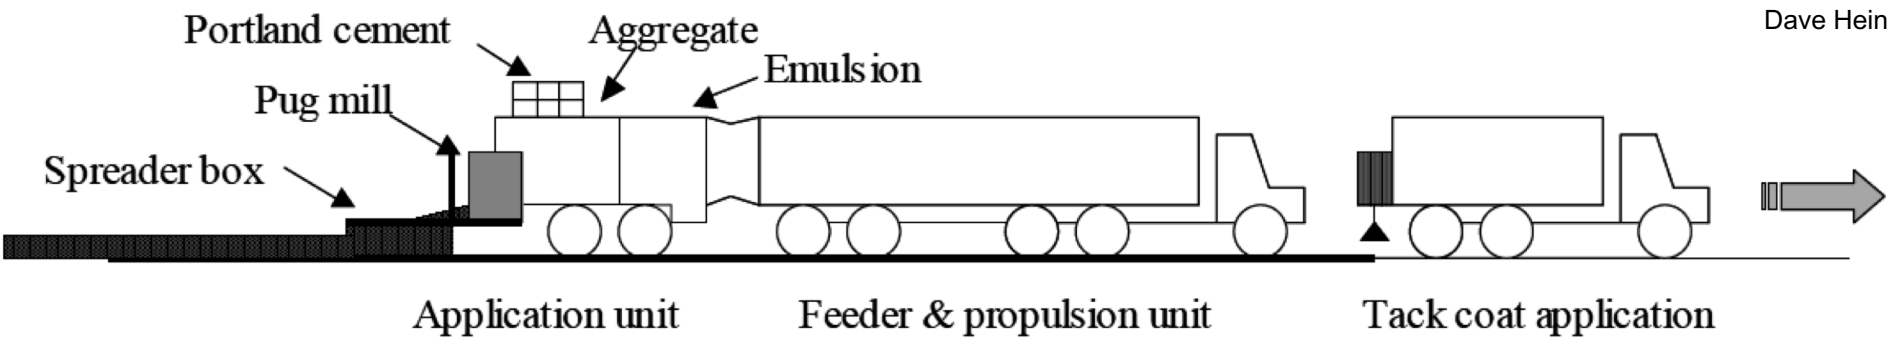 Dave Hein
Portland cement
Aggregate
Emulsion
Pug mill
Spreader box
Application unit
Feeder & propulsion unit
Tack coat application